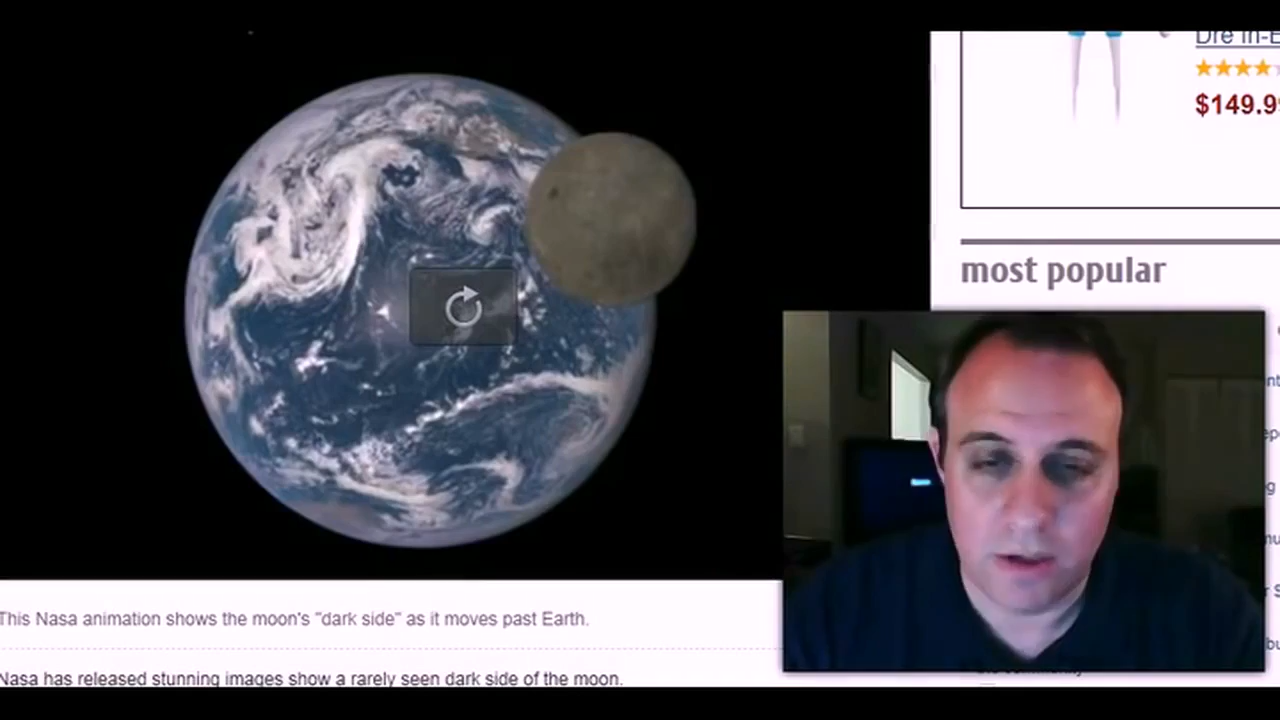 Dre In-E
$149.9
most popular
This Nasa animation shows the moon's "dark side" as it moves past Earth.
Nasa has released stunning images show a rarely seen dark side of the moon.